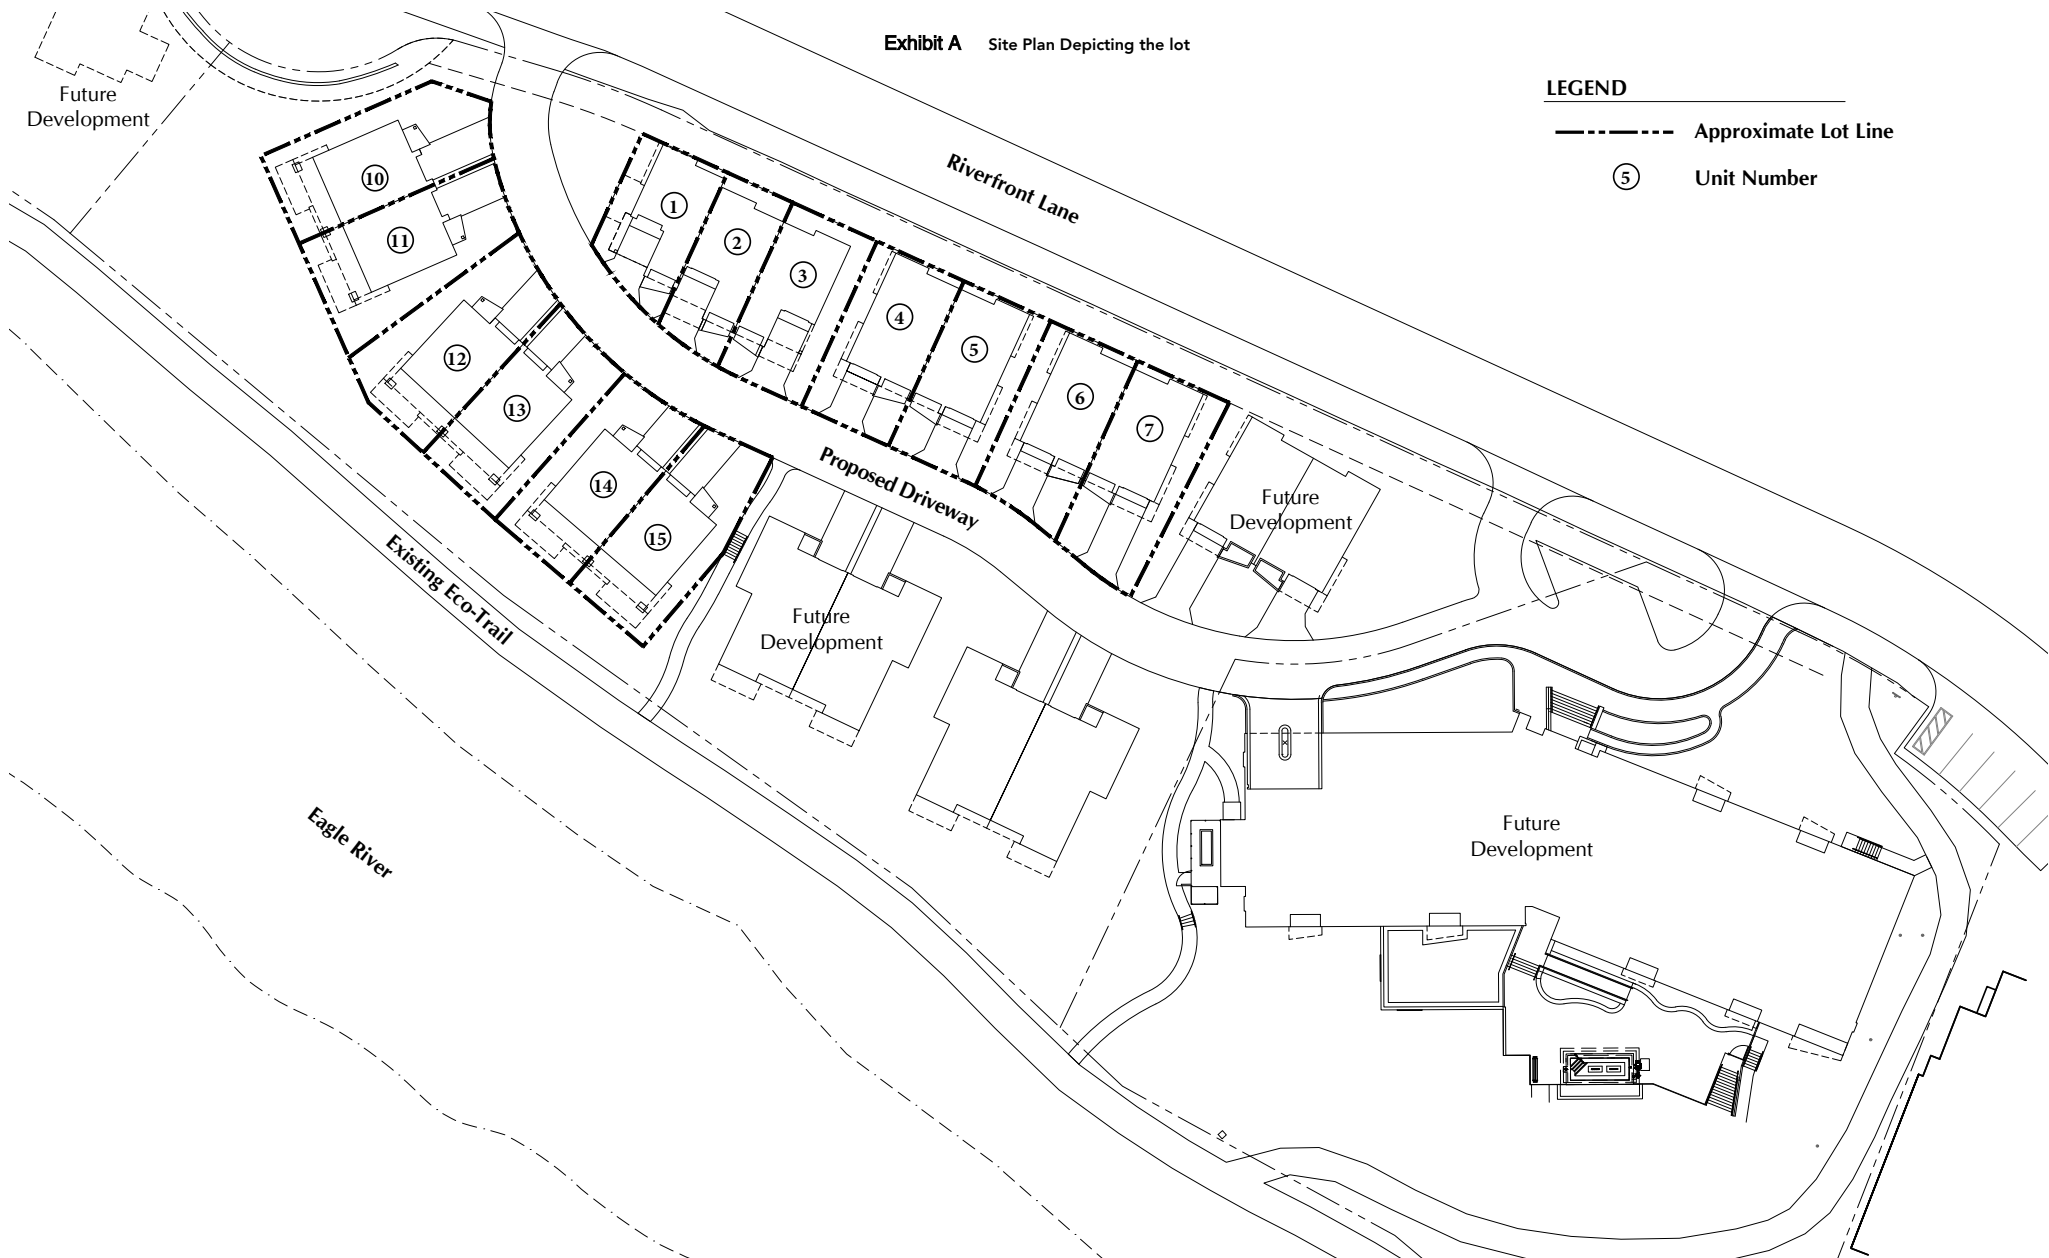 Exhibit A Site Plan Depicting the lot
LEGEND
Approximate Lot Line
5 Unit Number
Future
Development
Riverfront Lane
10
11
12
13
14
15
1
2
3
4
5
6
7
Proposed Driveway
Future
Development
Existing Eco-Trail
Future
Development
Eagle River
Future
Development